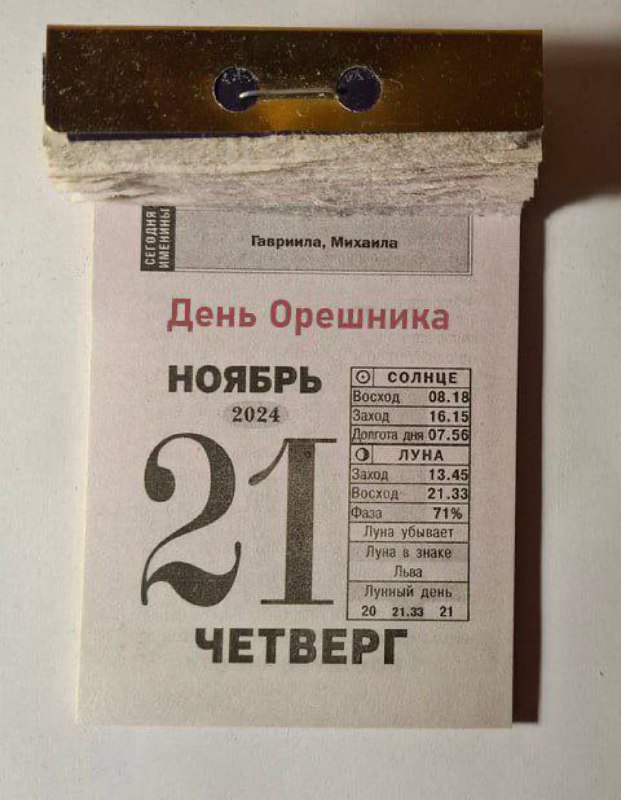 СЕГОДНЯ
ИМЕНИНЫ
Гавриила, Михаила
День Орешника
НОЯБРЬ
2024
21
ЧЕТВЕРГ
СОЛНЦЕ
Восход 08.18
Заход 16.15
Долгота дня 07.56
ЛУНА
Заход 13.45
Восход 21.33
Фаза 71%
Луна убывает
Луна в знаке
Льва
Лунный день
20 21.33 21